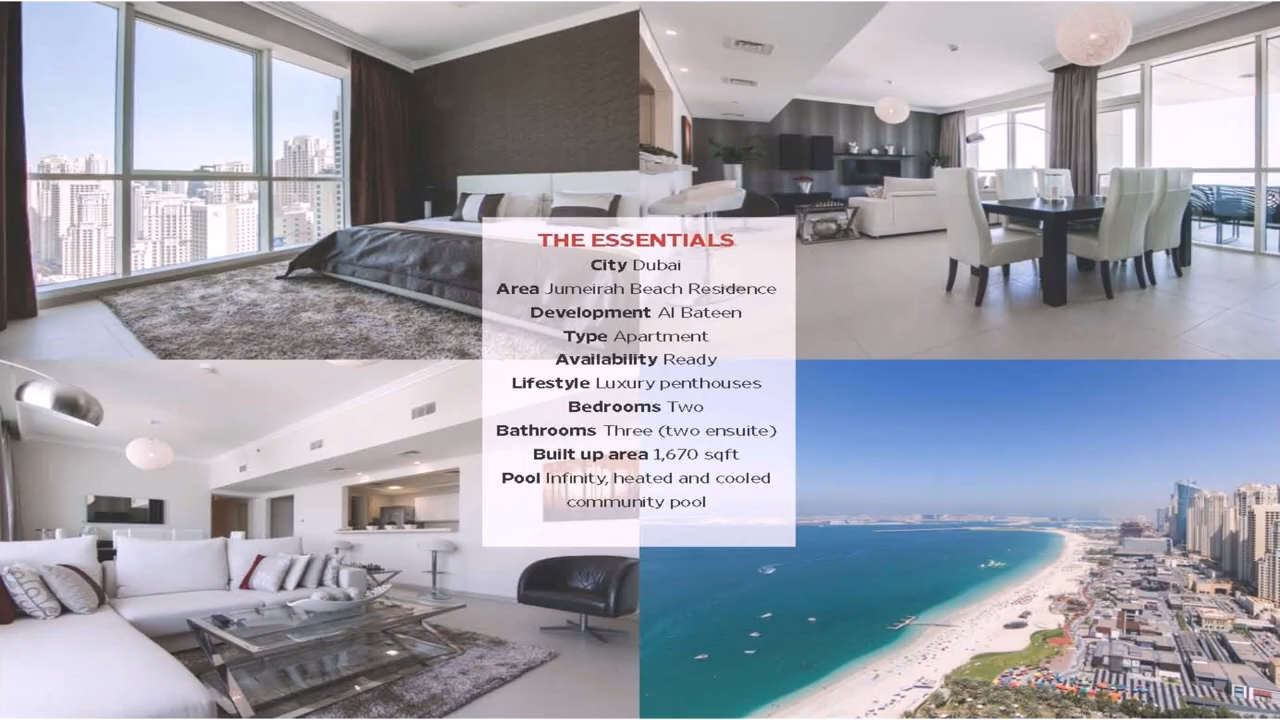 THE ESSENTIALS
City Dubai
Area Jumeirah Beach Residence
Development Al Bateen
Type Apartment
Availability Ready
Lifestyle Luxury penthouses
Bedrooms Two
Bathrooms Three (two ensuite)
Built up area 1,670 sqft
Pool Infinity, heated and cooled
community pool